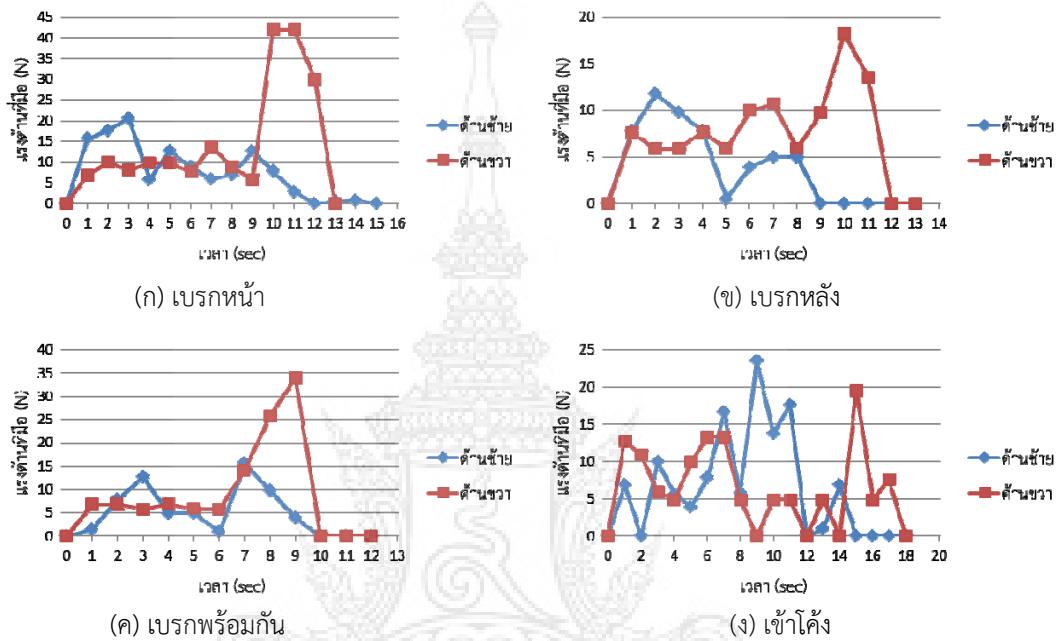 แรงด้านที่มือ (N)
45
40
35
30
25
20
15
10
5
0
0 1 2 3 4 5 6 7 8 9 10 11 12 13 14 15 16
เวลา (sec)
ด้านซ้าย
ด้านขวา
(ก) เบรกหน้า
แรงด้านที่มือ (N)
20
15
10
5
0
0 1 2 3 4 5 6 7 8 9 10 11 12 13 14
เวลา (sec)
ด้านซ้าย
ด้านขวา
(ข) เบรกหลัง
แรงด้านที่มือ (N)
40
35
30
25
20
15
10
5
0
0 1 2 3 4 5 6 7 8 9 10 11 12 13
เวลา (sec)
ด้านซ้าย
ด้านขวา
(ค) เบรกพร้อมกัน
แรงด้านที่มือ (N)
25
20
15
10
5
0
0 2 4 6 8 10 12 14 16 18 20
เวลา (sec)
ด้านซ้าย
ด้านขวา
(ง) เข้าโค้ง